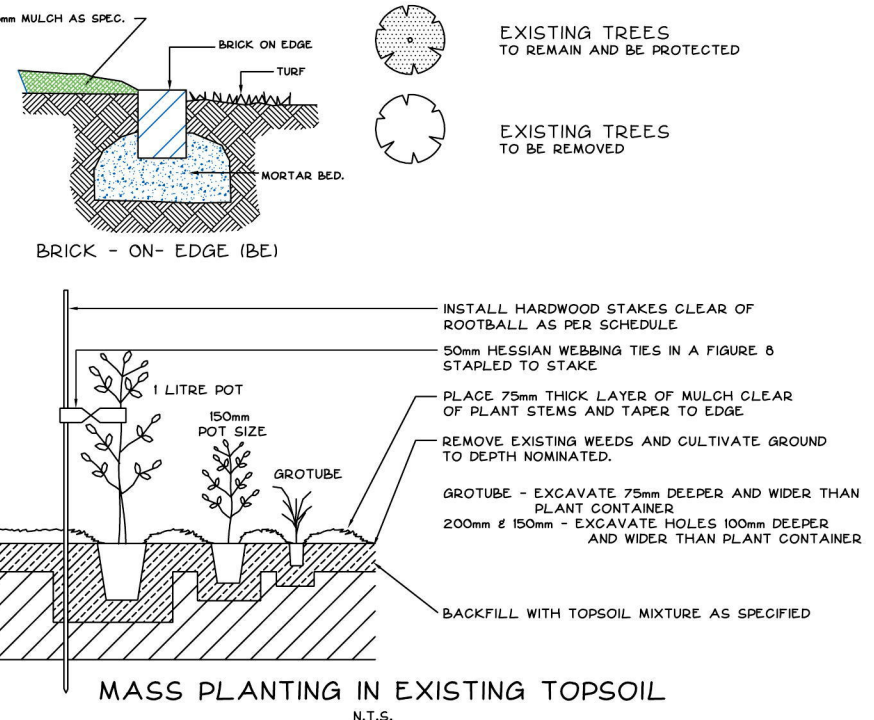 mm MULCH AS SPEC.
BRICK ON EDGE
TURF
MORTAR BED.
BRICK - ON- EDGE (BE)
EXISTING TREES
TO REMAIN AND BE PROTECTED
EXISTING TREES
TO BE REMOVED
INSTALL HARDWOOD STAKES CLEAR OF
ROOTBALL AS PER SCHEDULE
50mm HESSIAN WEBBING TIES IN A FIGURE 8
STAPLED TO STAKE
1 LITRE POT
150mm
POT SIZE
GROTUBE
PLACE 75mm THICK LAYER OF MULCH CLEAR
OF PLANT STEMS AND TAPER TO EDGE
REMOVE EXISTING WEEDS AND CULTIVATE GROUND
TO DEPTH NOMINATED.
GROTUBE - EXCAVATE 75mm DEEPER AND WIDER THAN
PLANT CONTAINER
200mm & 150mm - EXCAVATE HOLES 100mm DEEPER
AND WIDER THAN PLANT CONTAINER
BACKFILL WITH TOPSOIL MIXTURE AS SPECIFIED
MASS PLANTING IN EXISTING TOPSOIL
N.T.S.